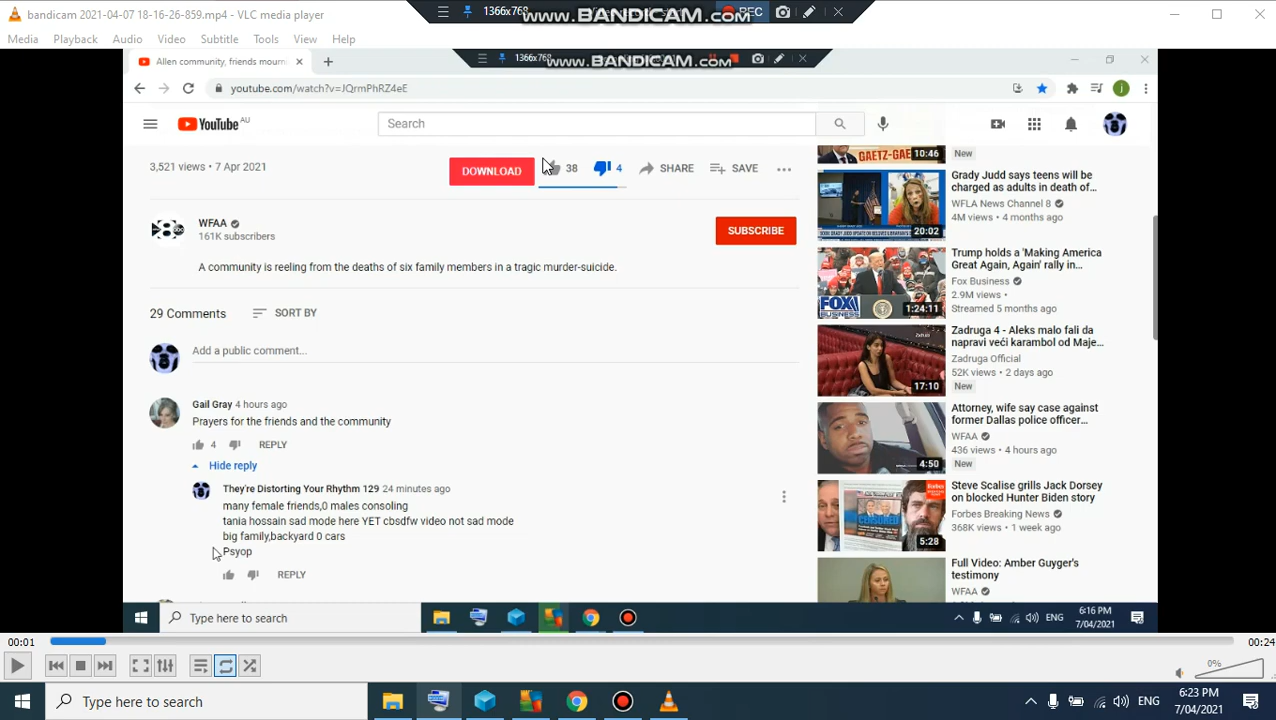 bandicam 2021-04-07 18-16-26-859.mp4 - VLC media player
1366x768
www.BANDICAM.com
REC
Media Playback Audio Video Subtitle Tools View Help
Allen community, friends mourn
1366x768
www.BANDICAM.com
youtube.com/watch?v=JQrmPhRZ4eE
YouTube AU
Search
3,521 views • 7 Apr 2021
DOWNLOAD
38
4
SHARE
SAVE
WFAA
161K subscribers
SUBSCRIBE
A community is reeling from the deaths of six family members in a tragic murder-suicide.
29 Comments
SORT BY
Add a public comment...
Gail Gray 4 hours ago
Prayers for the friends and the community
4
REPLY
Hide reply
They're Distorting Your Rhythm 129 24 minutes ago
many female friends,0 males consoling
tania hossain sad mode here YET cbsdfw video not sad mode
big family,backyard 0 cars
Psyop
REPLY
GAETZ-GAE
10:46
New
Grady Judd says teens will be
charged as adults in death of...
WFLA News Channel 8
4M views • 4 months ago
20:02
Trump holds a 'Making America
Great Again, Again' rally in...
Fox Business
2.9M views •
Streamed 5 months ago
FOX
BUSINESS
1:24:11
Zadruga 4 - Aleks malo fali da
napravi veći karambol od Maje...
Zadruga Official
52K views • 2 days ago
New
17:10
Attorney, wife say case against
former Dallas police officer...
WFAA
436 views • 4 hours ago
New
4:50
Steve Scalise grills Jack Dorsey
on blocked Hunter Biden story
Forbes Breaking News
368K views • 1 week ago
CENSORED
Forbes
5:28
Full Video: Amber Guyger's
testimony
WFAA
Type here to search
ENG
6:16 PM
7/04/2021
00:01
00:24
0%
Type here to search
ENG
6:23 PM
7/04/2021